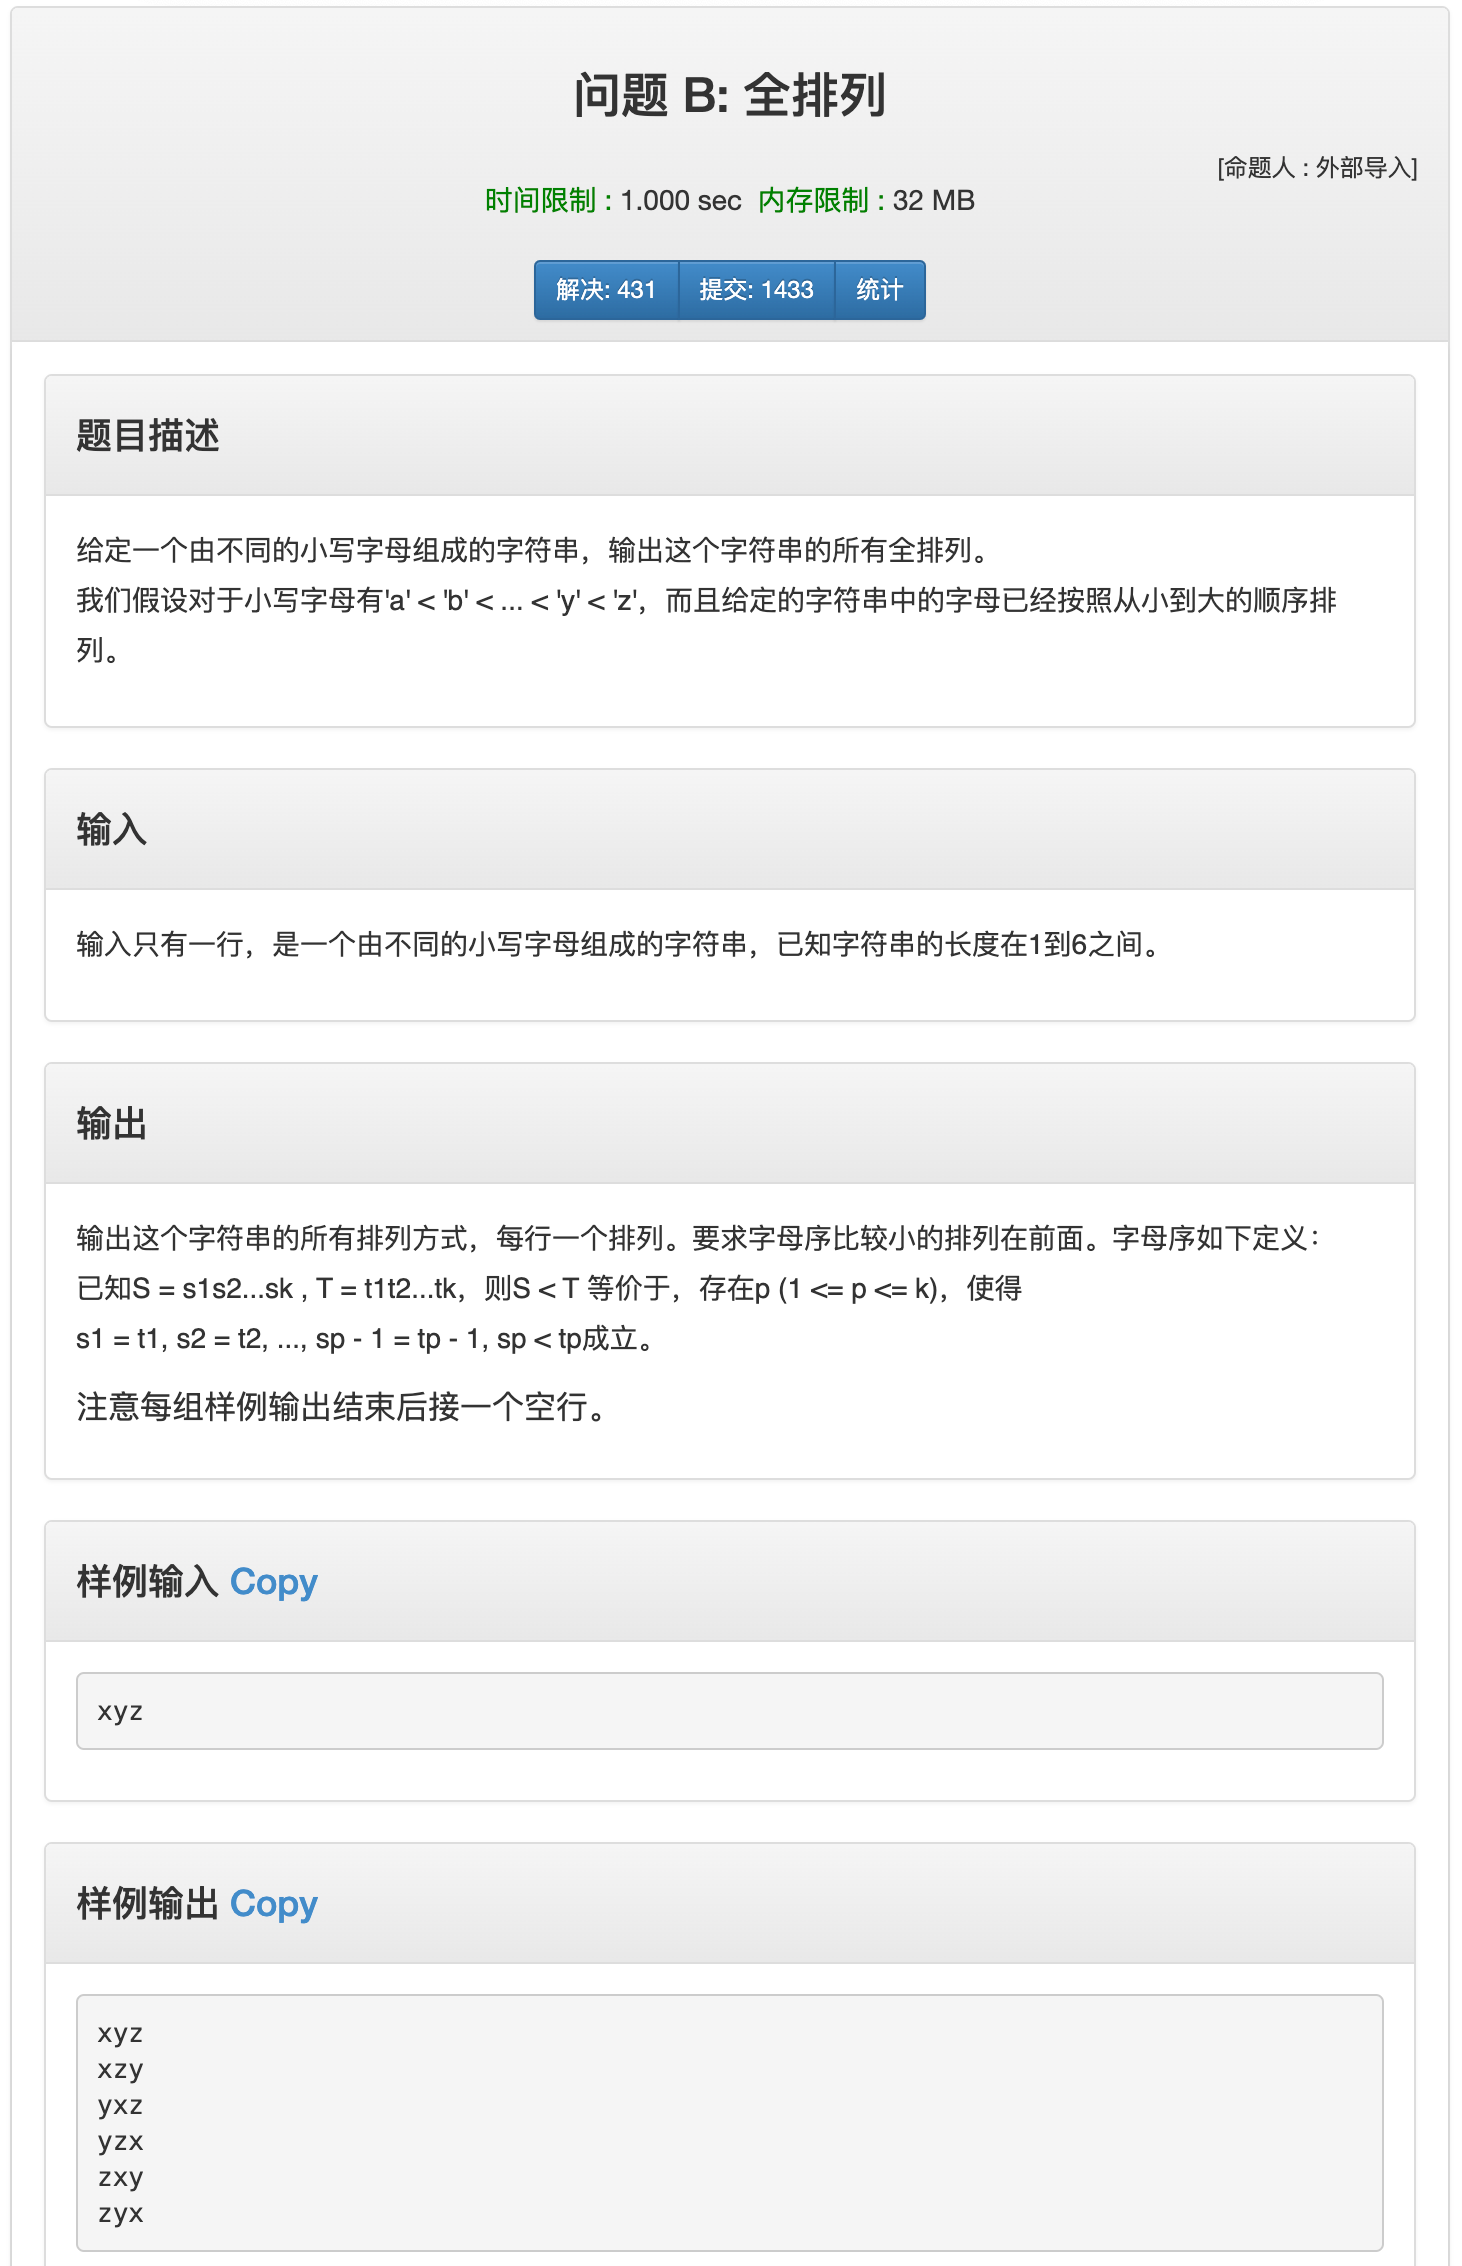 问题 B: 全排列
[命题人 : 外部导入]
时间限制 : 1.000 sec 内存限制 : 32 MB
解决: 431 提交: 1433 统计
题目描述
给定一个由不同的小写字母组成的字符串，输出这个字符串的所有全排列。
我们假设对于小写字母有'a' < 'b' < ... < 'y' < 'z'，而且给定的字符串中的字母已经按照从小到大的顺序排
列。
输入
输入只有一行，是一个由不同的小写字母组成的字符串，已知字符串的长度在1到6之间。
输出
输出这个字符串的所有排列方式，每行一个排列。要求字母序比较小的排列在前面。字母序如下定义：
已知S = s1s2...sk , T = t1t2...tk，则S < T 等价于，存在p (1 <= p <= k)，使得
s1 = t1, s2 = t2, ..., sp - 1 = tp - 1, sp < tp成立。
注意每组样例输出结束后接一个空行。
样例输入 Copy
xyz
样例输出 Copy
xyz
xzy
yxz
yzx
zxy
zyx